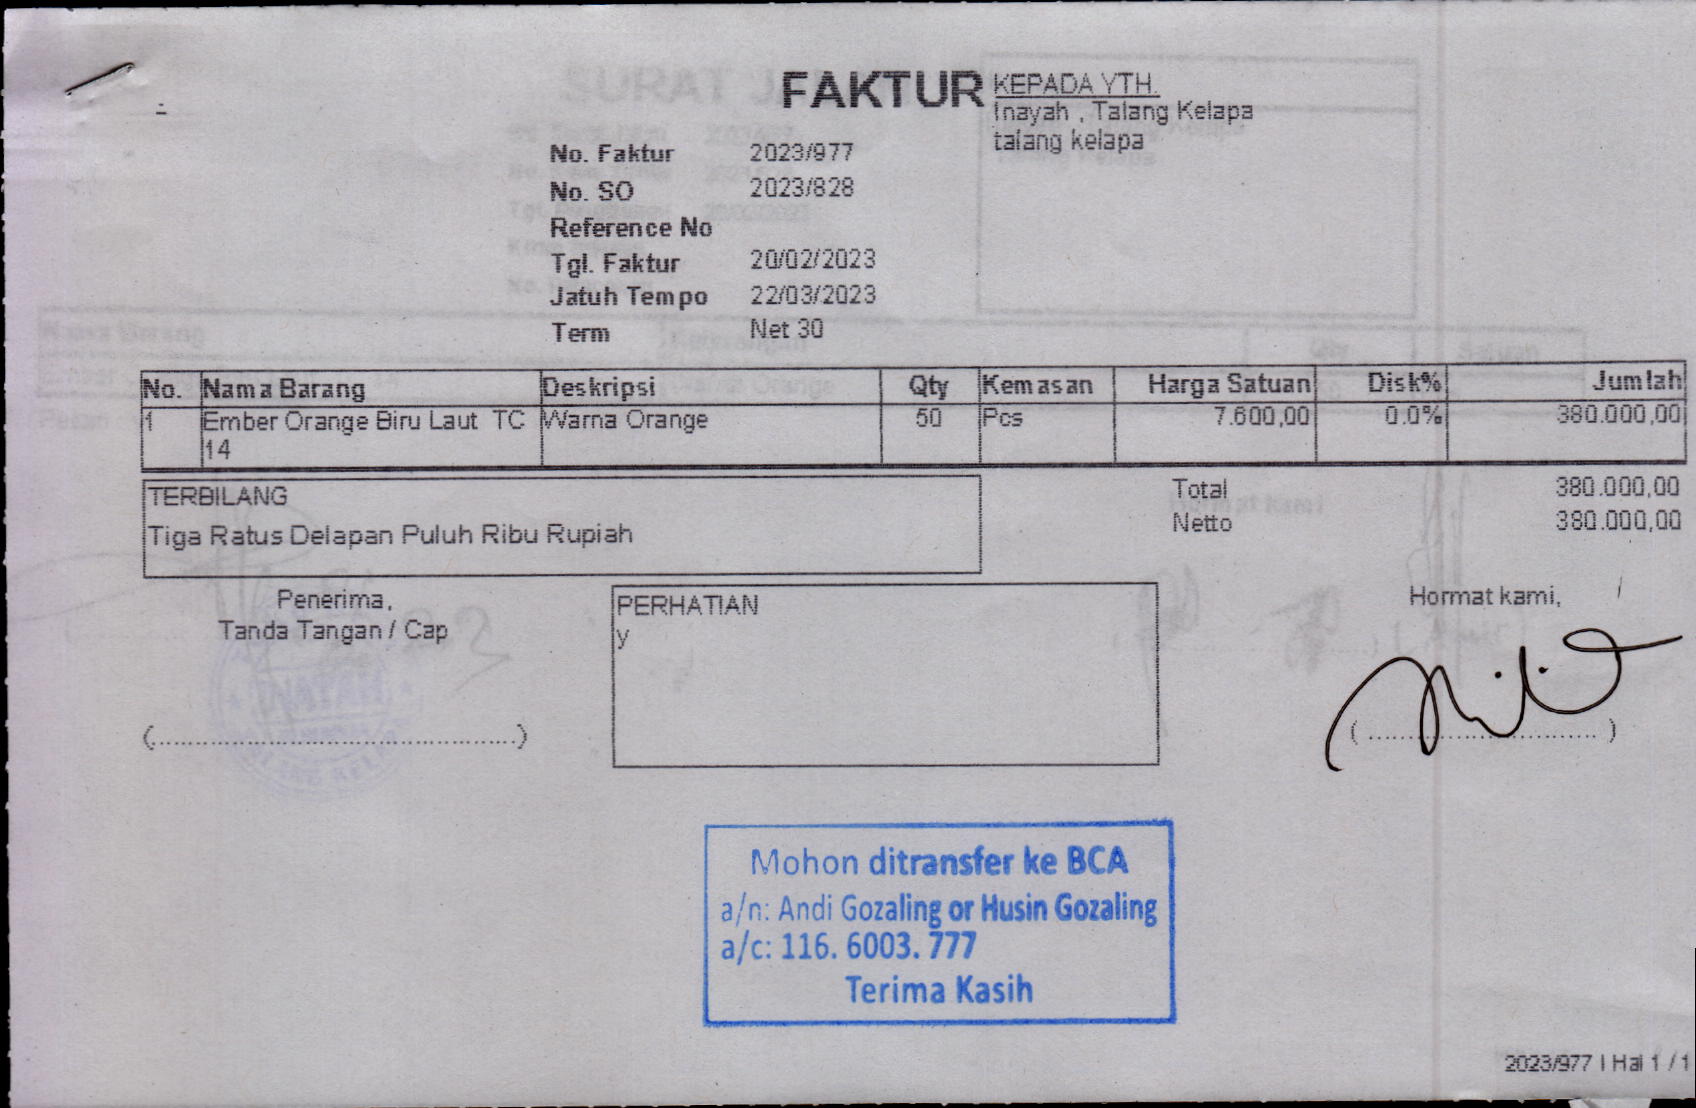 FAKTUR
KEPADA YTH.
Inayah , Talang Kelapa
talang kelapa
No. Faktur 2023/977
No. SO 2023/828
Reference No
Tgl. Faktur 20/02/2023
Jatuh Tempo 22/03/2023
Term Net 30
No. Nama Barang Deskripsi Qty Kemasan Harga Satuan Disk% Jumlah
1 Ember Orange Biru Laut TC Warna Orange 50 Pcs 7.600,00 0.0% 380.000,00
14
TERBILANG
Tiga Ratus Delapan Puluh Ribu Rupiah
Total 380.000,00
Netto 380.000,00
Penerima,
Tanda Tangan / Cap
(................................................)
PERHATIAN
y
Hormat kami,
( ............................... )
Mohon ditransfer ke BCA
a/n: Andi Gozaling or Husin Gozaling
a/c: 116. 6003. 777
Terima Kasih
2023/977 I Hal 1 / 1